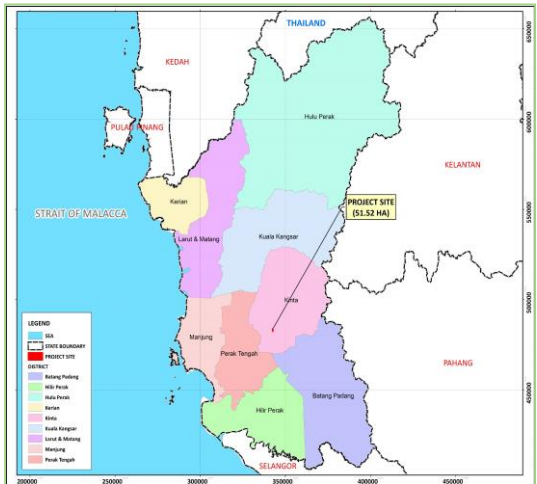 THAILAND
KEDAH
PULAU PINANG
Hulu Perak
KELANTAN
Kerian
PROJECT SITE
(51.52 HA)
STRAIT OF MALACCA
Larut & Matang
Kuala Kangsar
Kinta
Manjung
Perak Tengah
PAHANG
Batang Padang
Hilir Perak
SELANGOR
LEGEND
SEA
STATE BOUNDARY
PROJECT SITE
DISTRICT
Batang Padang
Hilir Perak
Hulu Perak
Kerian
Kinta
Kuala Kangsar
Larut & Matang
Manjung
Perak Tengah
650000
600000
550000
500000
450000
200000 250000 300000 350000 400000 450000